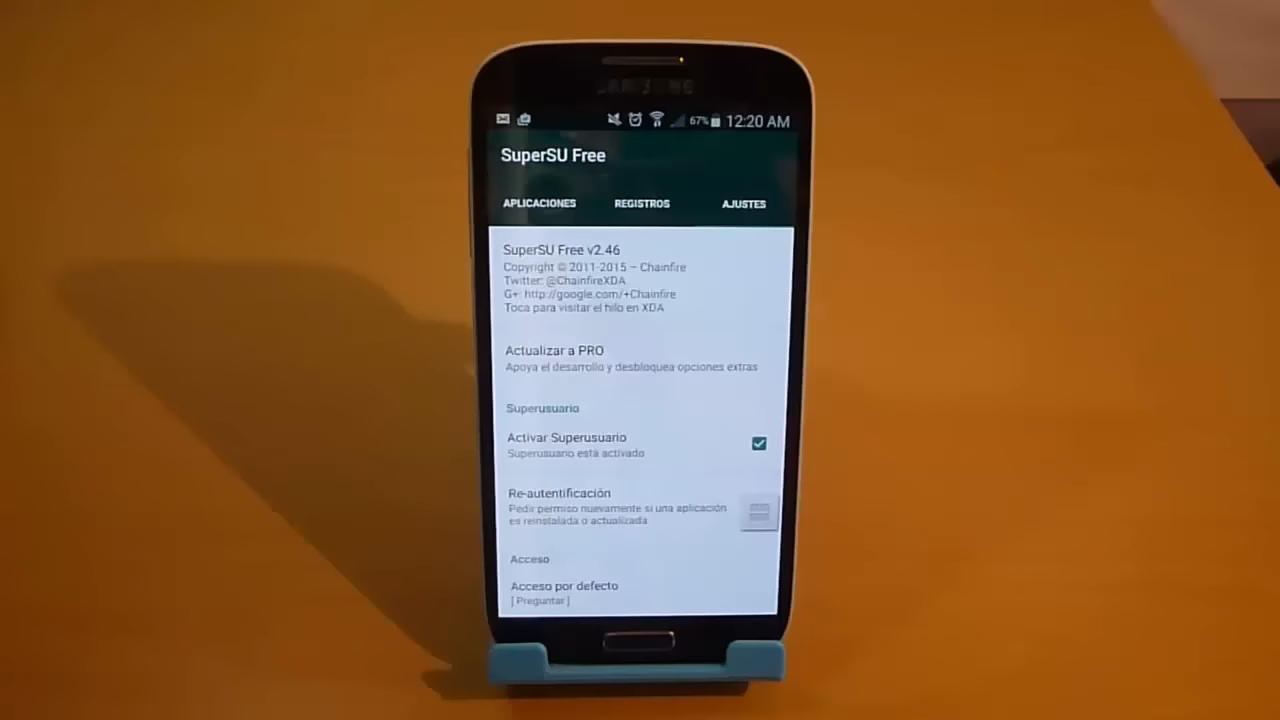 SAMSUNG
67% 12:20 AM
SuperSU Free
APLICACIONES REGISTROS AJUSTES
SuperSU Free v2.46
Copyright © 2011-2015 – Chainfire
Twitter: @ChainfireXDA
G+: http://google.com/+Chainfire
Toca para visitar el hilo en XDA
Actualizar a PRO
Apoya el desarrollo y desbloquea opciones extras
Superusuario
Activar Superusuario
Superusuario está activado
Re-autentificación
Pedir permiso nuevamente si una aplicación
es reinstalada o actualizada
Acceso
Acceso por defecto
[ Preguntar ]